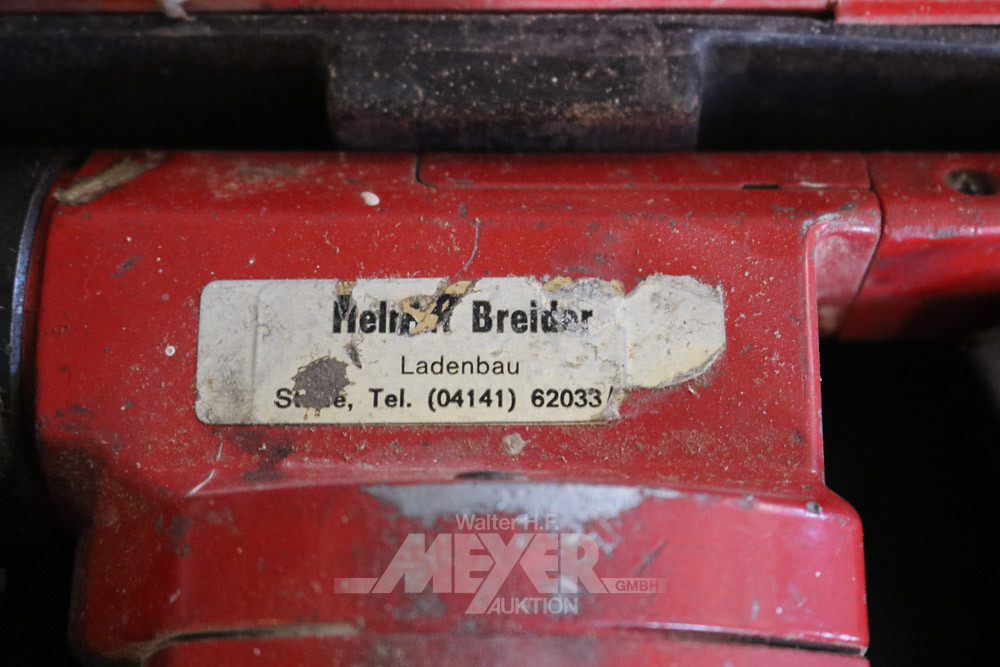 Breider
Ladenbau
Tel. (04141) 62033/
Walter H.F.
MEYER
GMBH
AUKTION